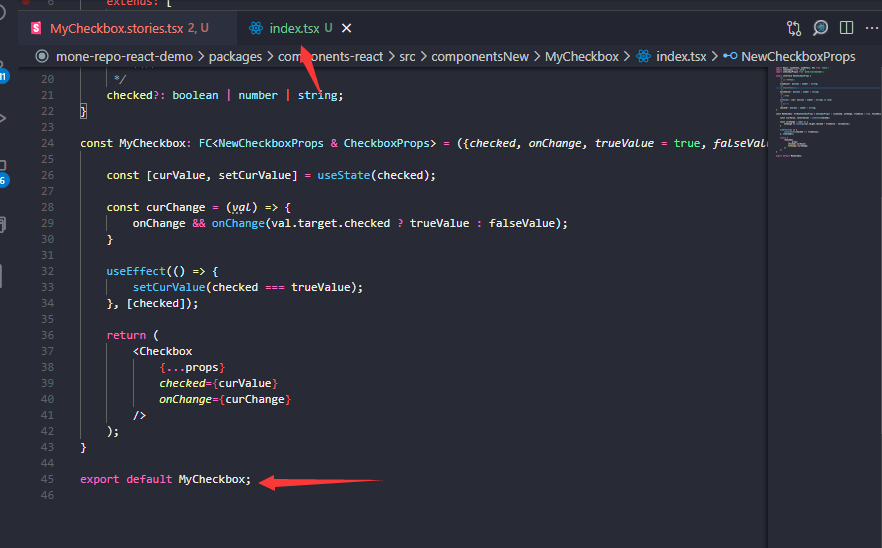 6 extends: [
MyCheckbox.stories.tsx 2, U index.tsx U
mone-repo-react-demo > packages > components-react > src > componentsNew > MyCheckbox > index.tsx > NewCheckboxProps
20 */
21 checked?: boolean | number | string;
22 }
23
24 const MyCheckbox: FC<NewCheckboxProps & CheckboxProps> = ({checked, onChange, trueValue = true, falseVal
25
26 const [curValue, setCurValue] = useState(checked);
27
28 const curChange = (val) => {
29 onChange && onChange(val.target.checked ? trueValue : falseValue);
30 }
31
32 useEffect(() => {
33 setCurValue(checked === trueValue);
34 }, [checked]);
35
36 return (
37 <Checkbox
38 {...props}
39 checked={curValue}
40 onChange={curChange}
41 />
42 );
43 }
44
45 export default MyCheckbox;
46
11
6